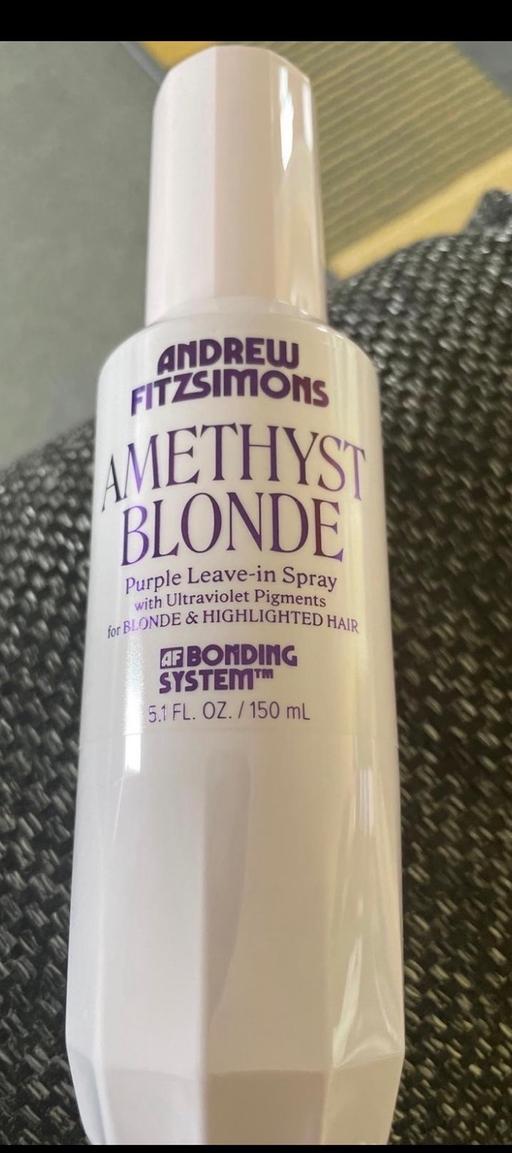 ANDREW
FITZSIMONS
AMETHYST
BLONDE
Purple Leave-in Spray
with Ultraviolet Pigments
for BLONDE & HIGHLIGHTED HAIR
AF BONDING
SYSTEM™
5.1 FL. OZ. / 150 mL